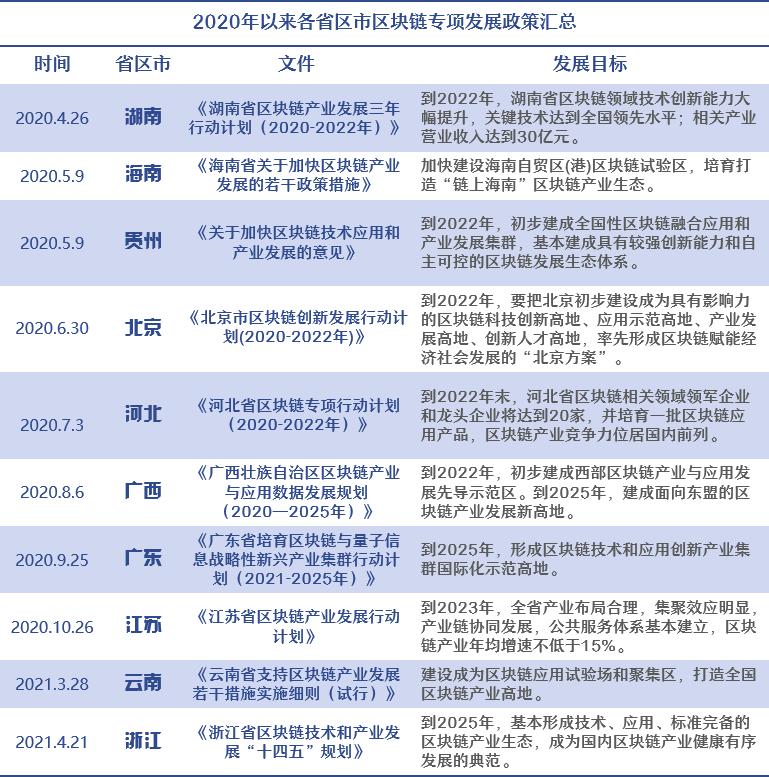 2020年以来各省区市区块链专项发展政策汇总
时间 省区市 文件 发展目标
2020.4.26 湖南
《湖南省区块链产业发展三年
行动计划（2020-2022年）》
到2022年，湖南省区块链领域技术创新能力大
幅提升，关键技术达到全国领先水平；相关产业
营业收入达到30亿元。
2020.5.9 海南
《海南省关于加快区块链产业
发展的若干政策措施》
加快建设海南自贸区(港)区块链试验区，培育打
造“链上海南”区块链产业生态。
2020.5.9 贵州
《关于加快区块链技术应用和
产业发展的意见》
到2022年，初步建成全国性区块链融合应用和
产业发展集群，基本建成具有较强创新能力和自
主可控的区块链发展生态体系。
2020.6.30 北京
《北京市区块链创新发展行动计
划(2020-2022年)》
到2022年，要把北京初步建设成为具有影响力
的区块链科技创新高地、应用示范高地、产业发
展高地、创新人才高地，率先形成区块链赋能经
济社会发展的“北京方案”。
2020.7.3 河北
《河北省区块链专项行动计划
（2020-2022年）》
到2022年末，河北省区块链相关领域领军企业
和龙头企业将达到20家，并培育一批区块链应
用产品，区块链产业竞争力位居国内前列。
2020.8.6 广西
《广西壮族自治区区块链产业
与应用数据发展规划
（2020—2025年）》
到2022年，初步建成西部区块链产业与应用发
展先导示范区。到2025年，建成面向东盟的区
块链产业发展新高地。
2020.9.25 广东
《广东省培育区块链与量子信
息战略性新兴产业集群行动计
划（2021-2025年）》
到2025年，形成区块链技术和应用创新产业集
群国际化示范高地。
2020.10.26 江苏
《江苏省区块链产业发展行动
计划》
到2023年，全省产业布局合理，集聚效应明显，
产业链协同发展，公共服务体系基本建立，区块
链产业年均增速不低于15%。
2021.3.28 云南
《云南省支持区块链产业发展
若干措施实施细则（试行）》
建设成为区块链应用试验场和聚集区，打造全国
区块链产业高地。
2021.4.21 浙江
《浙江省区块链技术和产业发
展“十四五”规划》
到2025年，基本形成技术、应用、标准完备的
区块链产业生态，成为国内区块链产业健康有序
发展的典范。